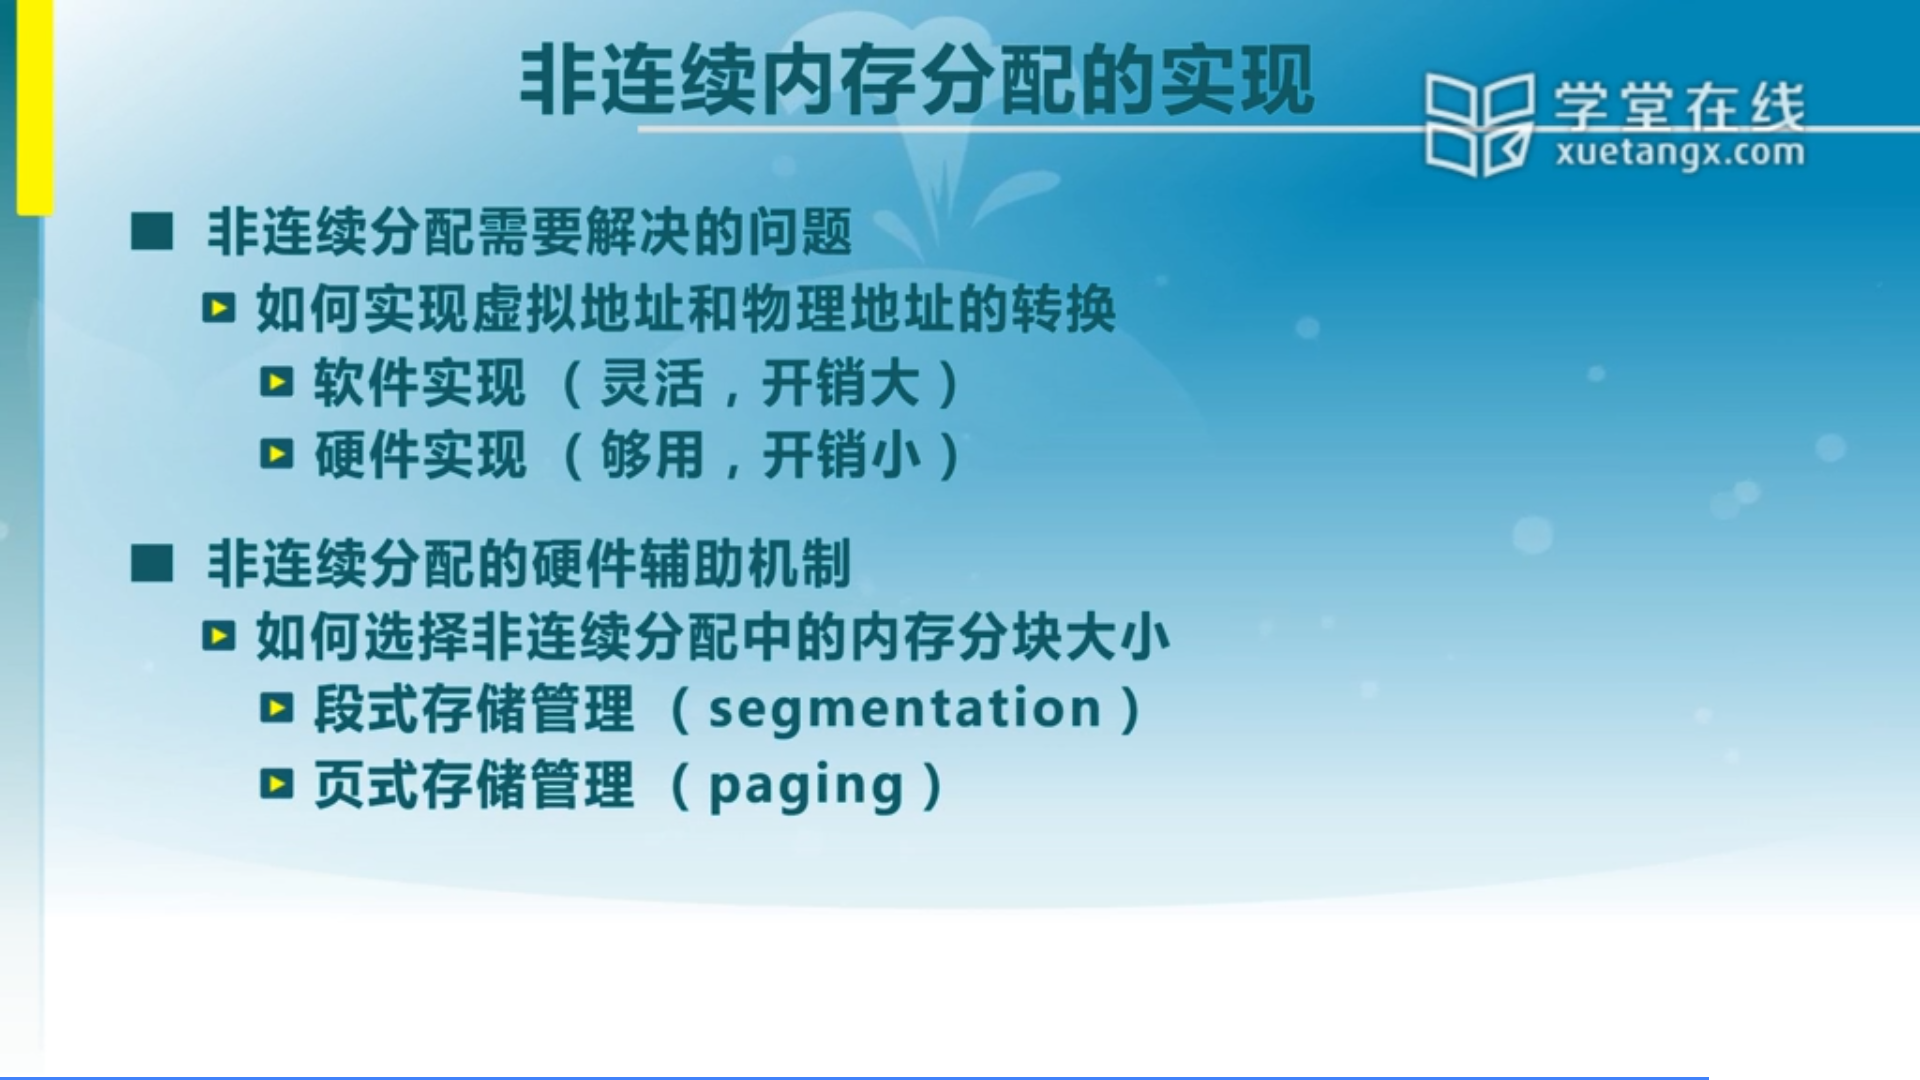 非连续内存分配的实现
学堂在线
xuetangx.com
非连续分配需要解决的问题
如何实现虚拟地址和物理地址的转换
软件实现（灵活，开销大）
硬件实现（够用，开销小）
非连续分配的硬件辅助机制
如何选择非连续分配中的内存分块大小
段式存储管理（segmentation）
页式存储管理（paging）